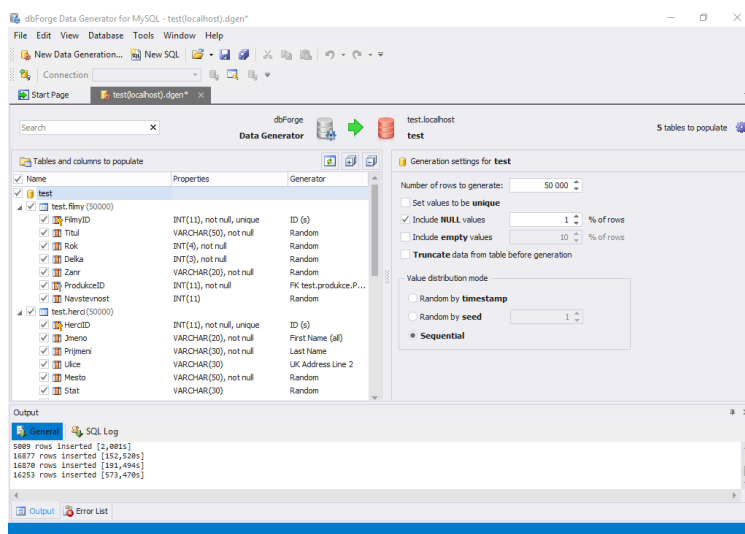 dbForge Data Generator for MySQL - test(localhost).dgen*
File Edit View Database Tools Window Help
New Data Generation... New SQL
Connection
Start Page test(localhost).dgen*
Search
dbForge
Data Generator
test.localhost
test
5 tables to populate
Tables and columns to populate
Name Properties Generator
test
test.filmy (50000)
FilmyID INT(11), not null, unique ID (s)
Titul VARCHAR(50), not null Random
Rok INT(4), not null Random
Delka INT(3), not null Random
Zanr VARCHAR(20), not null Random
ProdukceID INT(11), not null FK test.produkce.P...
Navstevnost INT(11) Random
test.herci (50000)
HerciID INT(11), not null, unique ID (s)
Jmeno VARCHAR(20), not null First Name (all)
Prijmeni VARCHAR(30), not null Last Name
Ulice VARCHAR(30) UK Address Line 2
Mesto VARCHAR(50), not null Random
Stat VARCHAR(30) Random
Generation settings for test
Number of rows to generate: 50 000
Set values to be unique
Include NULL values 1 % of rows
Include empty values 10 % of rows
Truncate data from table before generation
Value distribution mode
Random by timestamp
Random by seed 1
Sequential
Output
General SQL Log
5009 rows inserted [2,001s]
16877 rows inserted [152,520s]
16870 rows inserted [191,494s]
16253 rows inserted [573,470s]
Output Error List